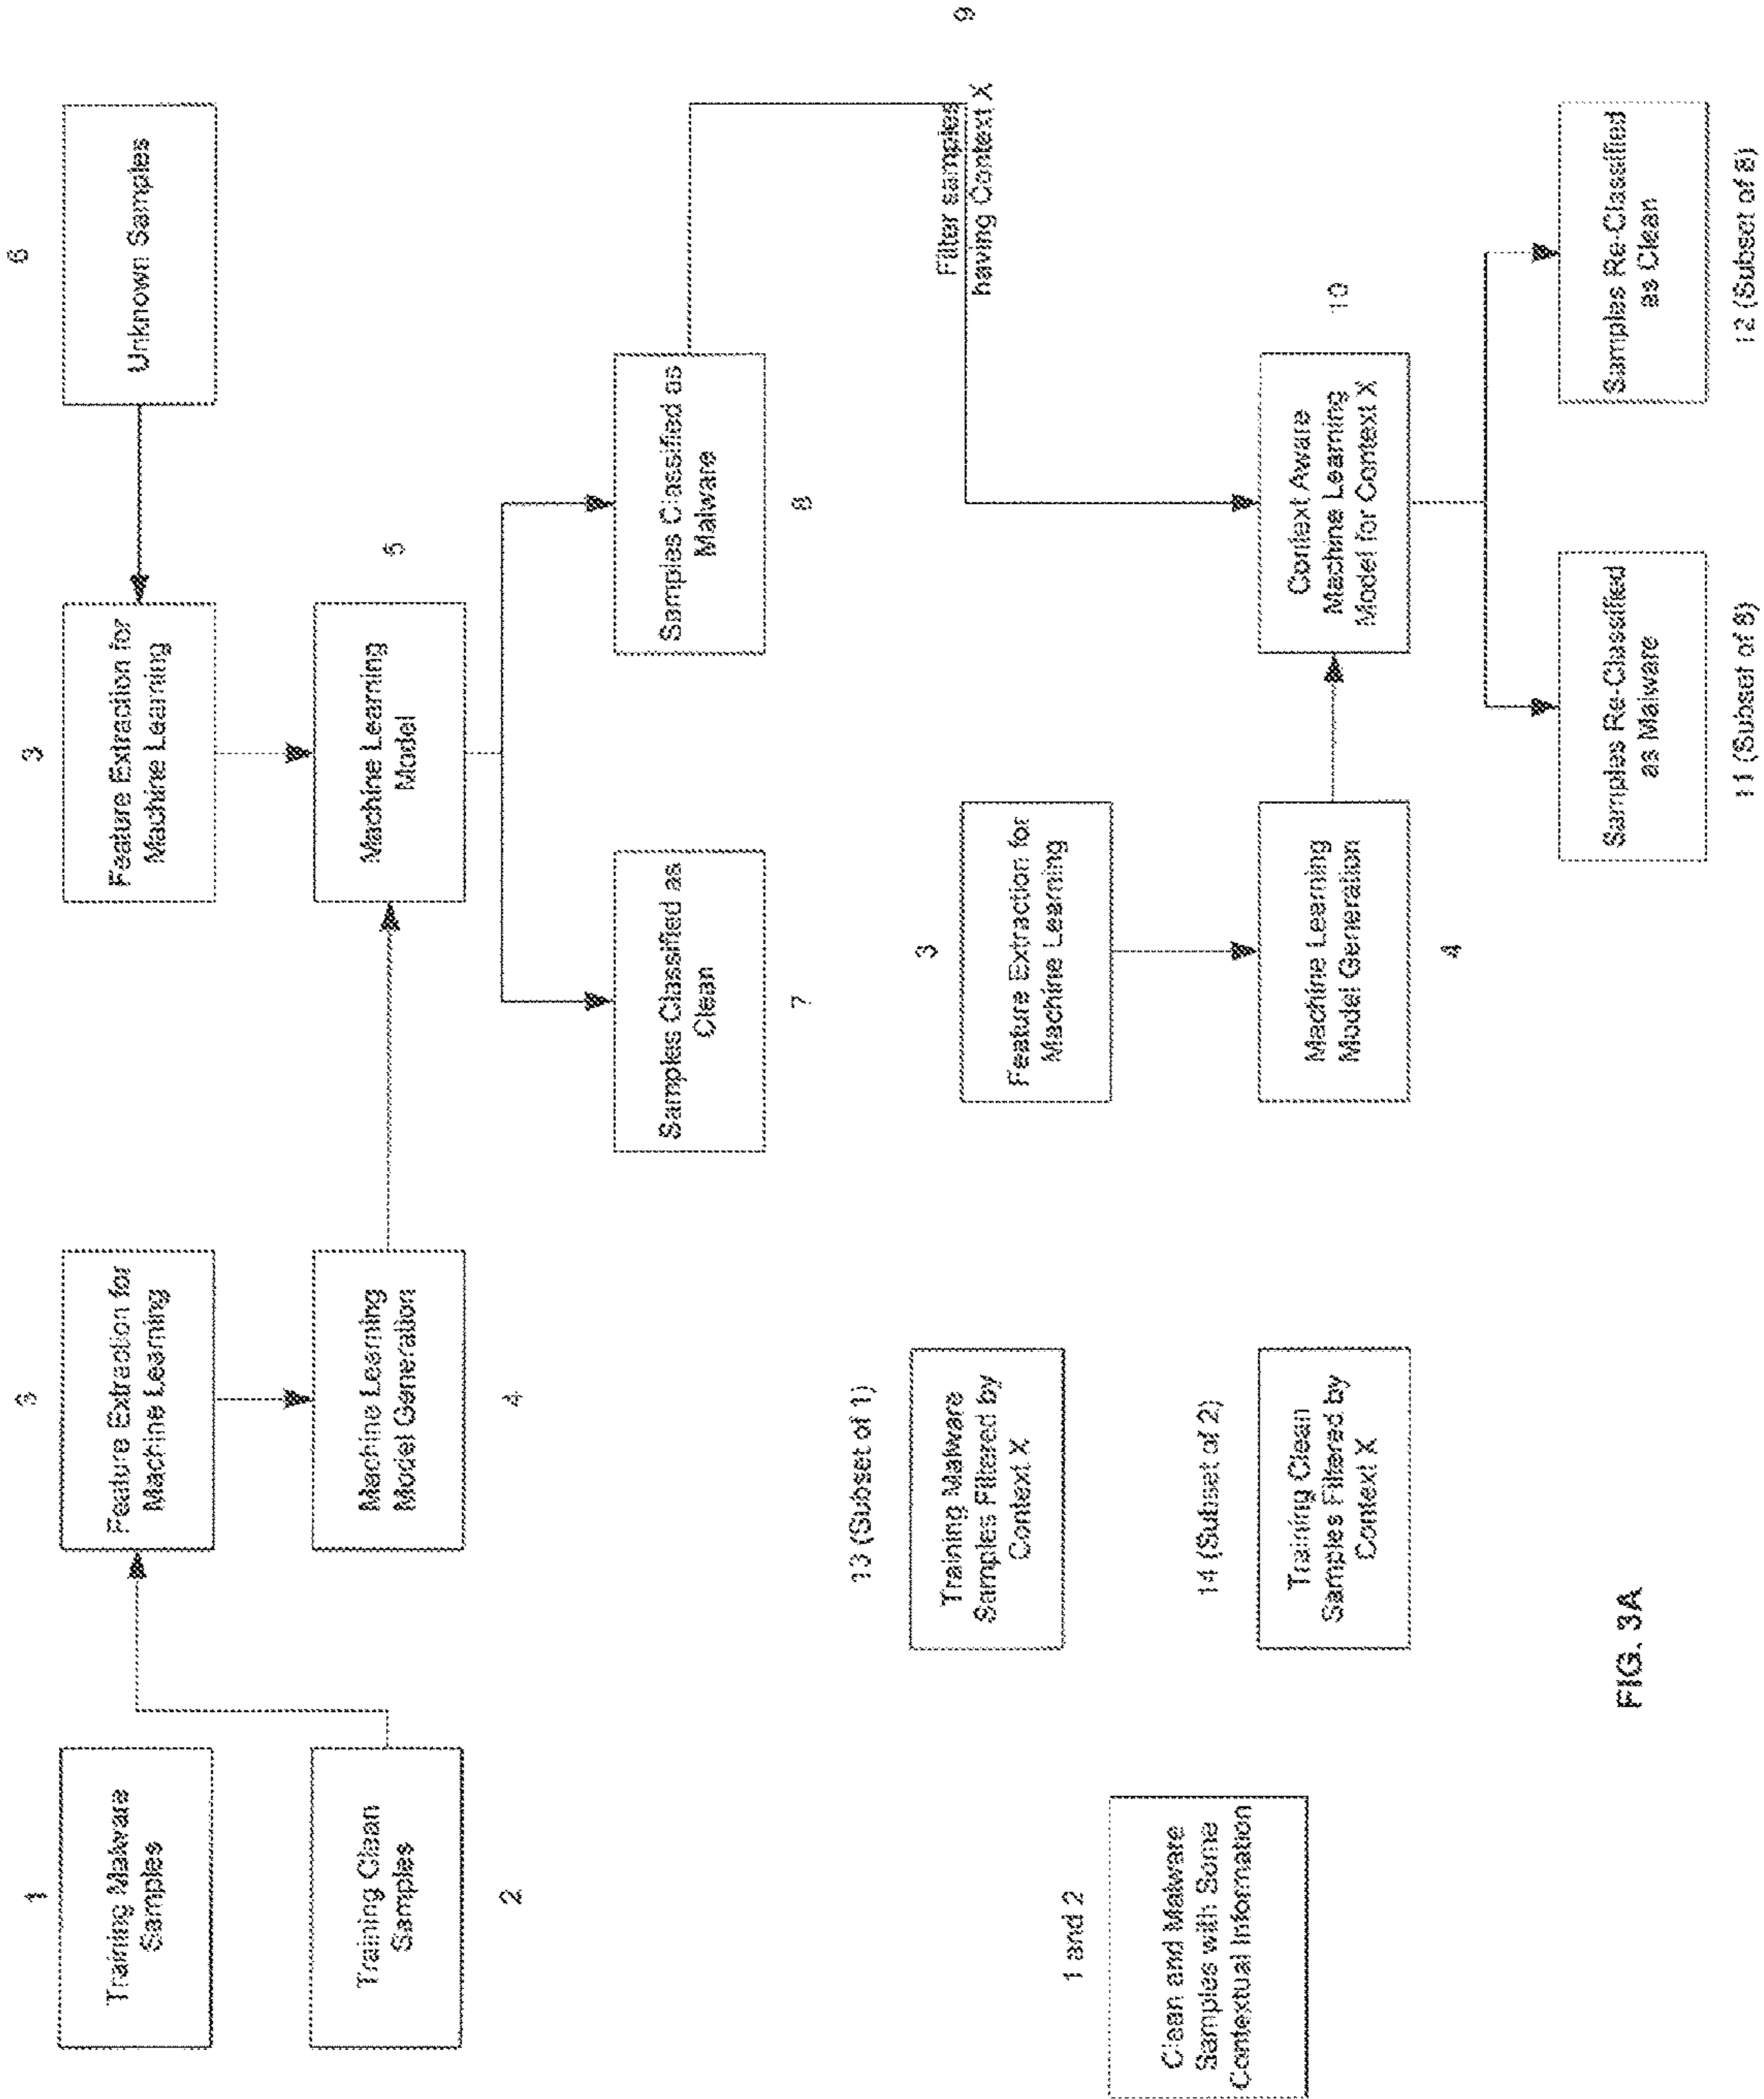 1
Training Malware
Samples
Training Clean
Samples
2
3
Feature Extraction for
Machine Learning
Machine Learning
Model Generation
4
3
Feature Extraction for
Machine Learning
5
Machine Learning
Model
6
Unknown Samples
Samples Classified as
Clean
7
Samples Classified as
Malware
8
Filter samples
having Context X
9
1 and 2
Clean and Malware
Samples with Some
Contextual Information
13 (Subset of 1)
Training Malware
Samples Filtered by
Context X
14 (Subset of 2)
Training Clean
Samples Filtered by
Context X
3
Feature Extraction for
Machine Learning
Machine Learning
Model Generation
4
Context Aware
Machine Learning
Model for Context X
10
Samples Re-Classified
as Malware
11 (Subset of 8)
Samples Re-Classified
as Clean
12 (Subset of 8)
FIG. 3A